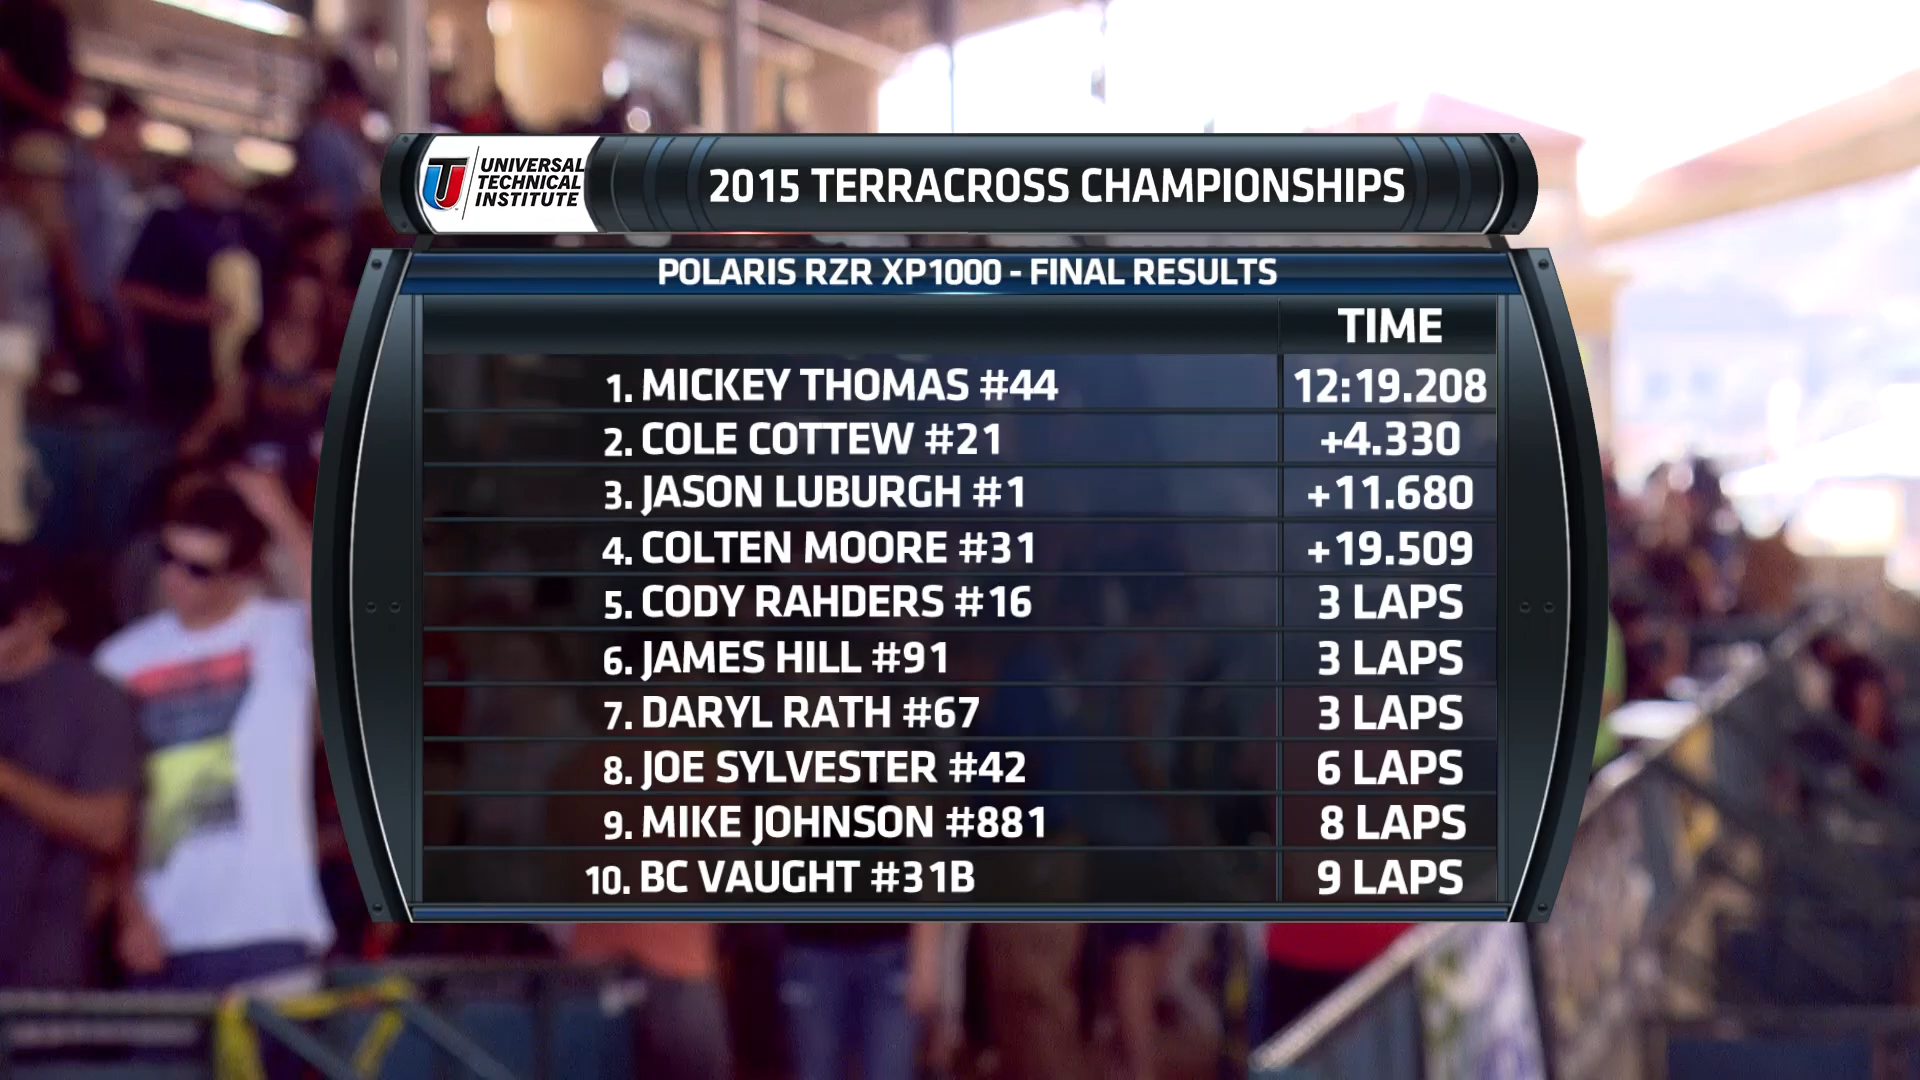 UNIVERSAL
TECHNICAL
INSTITUTE
2015 TERRACROSS CHAMPIONSHIPS
POLARIS RZR XP1000 - FINAL RESULTS
TIME
1. MICKEY THOMAS #44 12:19.208
2. COLE COTTEW #21 +4.330
3. JASON LUBURGH #1 +11.680
4. COLTEN MOORE #31 +19.509
5. CODY RAHDERS #16 3 LAPS
6. JAMES HILL #91 3 LAPS
7. DARYL RATH #67 3 LAPS
8. JOE SYLVESTER #42 6 LAPS
9. MIKE JOHNSON #881 8 LAPS
10. BC VAUGHT #31B 9 LAPS